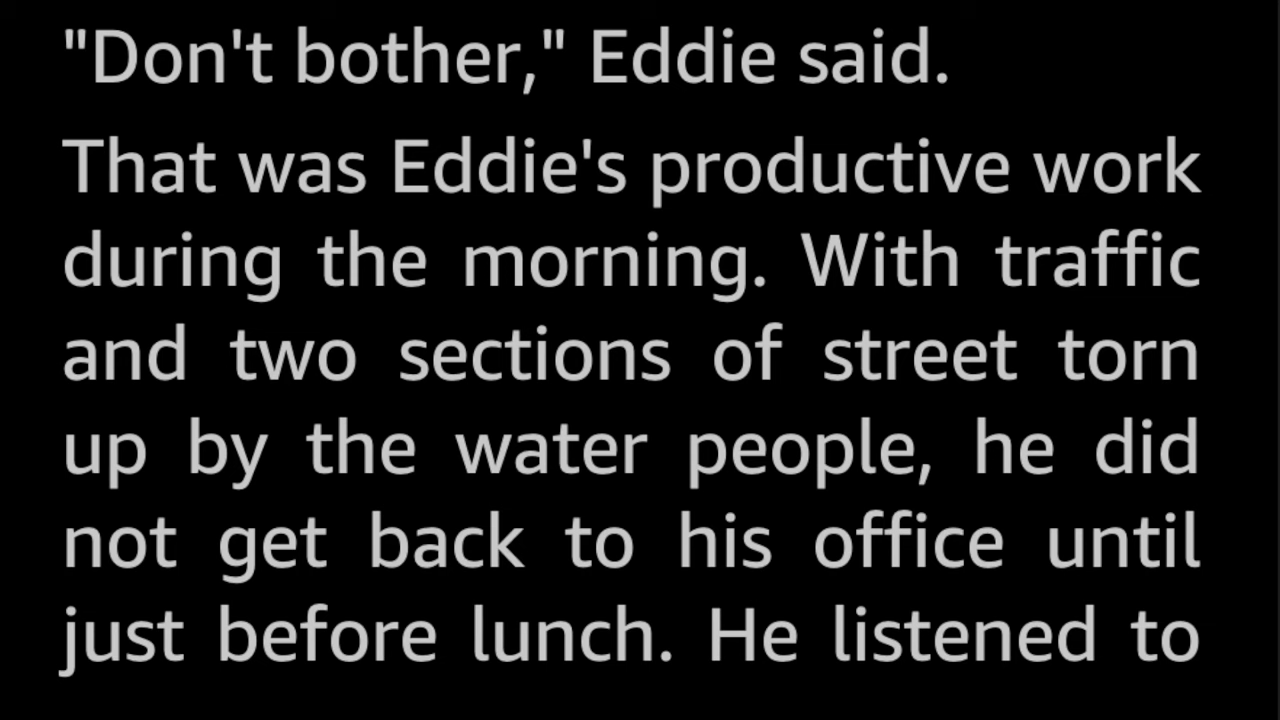 "Don't bother," Eddie said.
That was Eddie's productive work
during the morning. With traffic
and two sections of street torn
up by the water people, he did
not get back to his office until
just before lunch. He listened to